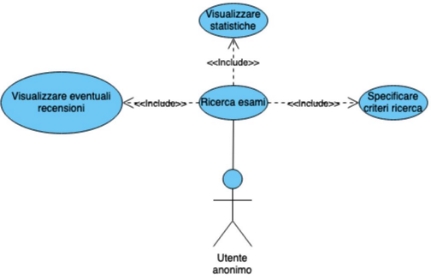 Visualizzare
statistiche
<<Include>>
Visualizzare eventuali
recensioni
<<Include>>
Ricerca esami
<<Include>>
Specificare
criteri ricerca
Utente
anonimo